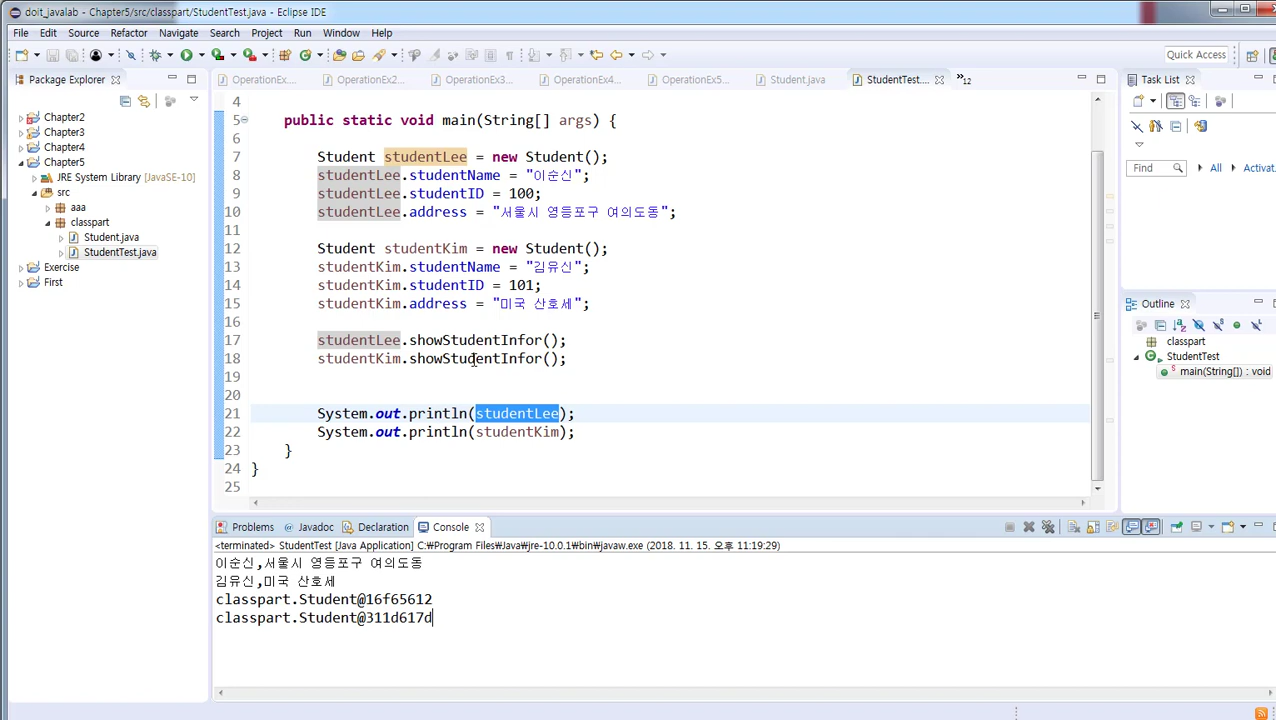 doit_javalab - Chapter5/src/classpart/StudentTest.java - Eclipse IDE
File Edit Source Refactor Navigate Search Project Run Window Help
Quick Access
Package Explorer
OperationEx... OperationEx2... OperationEx3... OperationEx4... OperationEx5... Student.java StudentTest.... »12
Task List
Chapter2
Chapter3
Chapter4
Chapter5
JRE System Library [JavaSE-10]
src
aaa
classpart
Student.java
StudentTest.java
Exercise
First
4
5 public static void main(String[] args) {
6
7 Student studentLee = new Student();
8 studentLee.studentName = "이순신";
9 studentLee.studentID = 100;
10 studentLee.address = "서울시 영등포구 여의도동";
11
12 Student studentKim = new Student();
13 studentKim.studentName = "김유신";
14 studentKim.studentID = 101;
15 studentKim.address = "미국 산호세";
16
17 studentLee.showStudentInfor();
18 studentKim.showStudentInfor();
19
20
21 System.out.println(studentLee);
22 System.out.println(studentKim);
23 }
24 }
25
Find All Activat
Outline
classpart
StudentTest
main(String[]) : void
Problems Javadoc Declaration Console
<terminated> StudentTest [Java Application] C:₩Program Files₩Java₩jre-10.0.1₩bin₩javaw.exe (2018. 11. 15. 오후 11:19:29)
이순신,서울시 영등포구 여의도동
김유신,미국 산호세
classpart.Student@16f65612
classpart.Student@311d617d